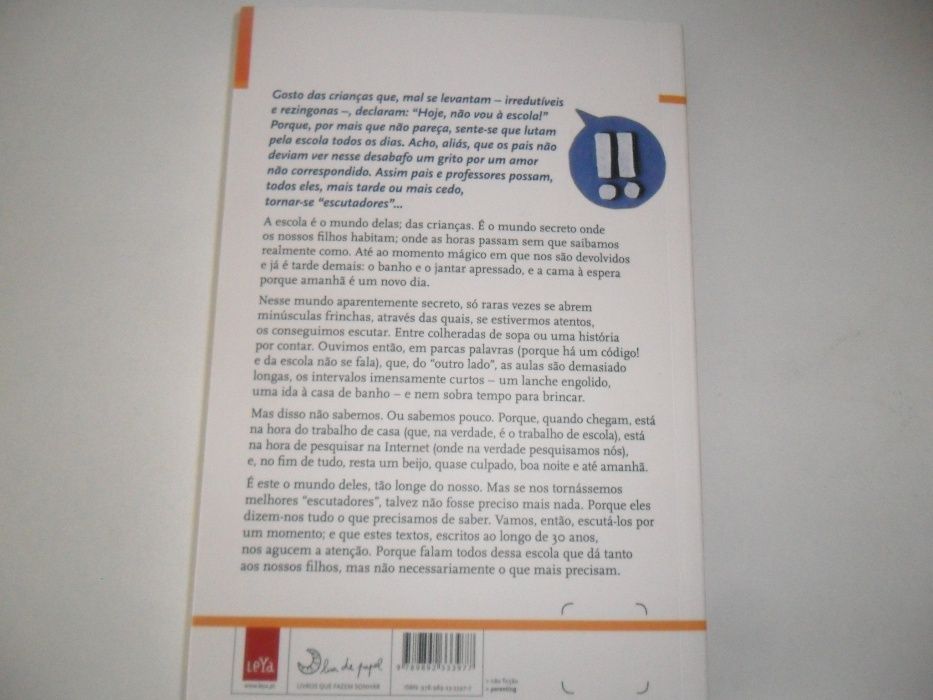 Gosto das crianças que, mal se levantam – irredutíveis
e rezingonas –, declaram: “Hoje, não vou à escola!”
Porque, por mais que não pareça, sente-se que lutam
pela escola todos os dias. Acho, aliás, que os pais não
deviam ver nesse desabafo um grito por um amor
não correspondido. Assim pais e professores possam,
todos eles, mais tarde ou mais cedo,
tornar-se “escutadores”...
!!
A escola é o mundo delas; das crianças. É o mundo secreto onde
os nossos filhos habitam; onde as horas passam sem que saibamos
realmente como. Até ao momento mágico em que nos são devolvidos
e já é tarde demais: o banho e o jantar apressado, e a cama à espera
porque amanhã é um novo dia.
Nesse mundo aparentemente secreto, só raras vezes se abrem
minúsculas frinchas, através das quais, se estivermos atentos,
os conseguimos escutar. Entre colheradas de sopa ou uma história
por contar. Ouvimos então, em parcas palavras (porque há um código!
e da escola não se fala), que, do “outro lado”, as aulas são demasiado
longas, os intervalos imensamente curtos – um lanche engolido,
uma ida à casa de banho – e nem sobra tempo para brincar.
Mas disso não sabemos. Ou sabemos pouco. Porque, quando chegam, está
na hora do trabalho de casa (que, na verdade, é o trabalho de escola), está
na hora de pesquisar na Internet (onde na verdade pesquisamos nós),
e, no fim de tudo, resta um beijo, quase culpado, boa noite e até amanhã.
É este o mundo deles, tão longe do nosso. Mas se nos tornássemos
melhores “escutadores”, talvez não fosse preciso mais nada. Porque eles
dizem-nos tudo o que precisamos de saber. Vamos, então, escutá-los por
um momento; e que estes textos, escritos ao longo de 30 anos,
nos agucem a atenção. Porque falam todos dessa escola que dá tanto
aos nossos filhos, mas não necessariamente o que mais precisam.
LeYa
www.leya.pt
lua de papel
LIVROS QUE FAZEM SONHAR
9 789892 333977
ISBN: 978-989-23-3397-7
> não ficção
> parenting